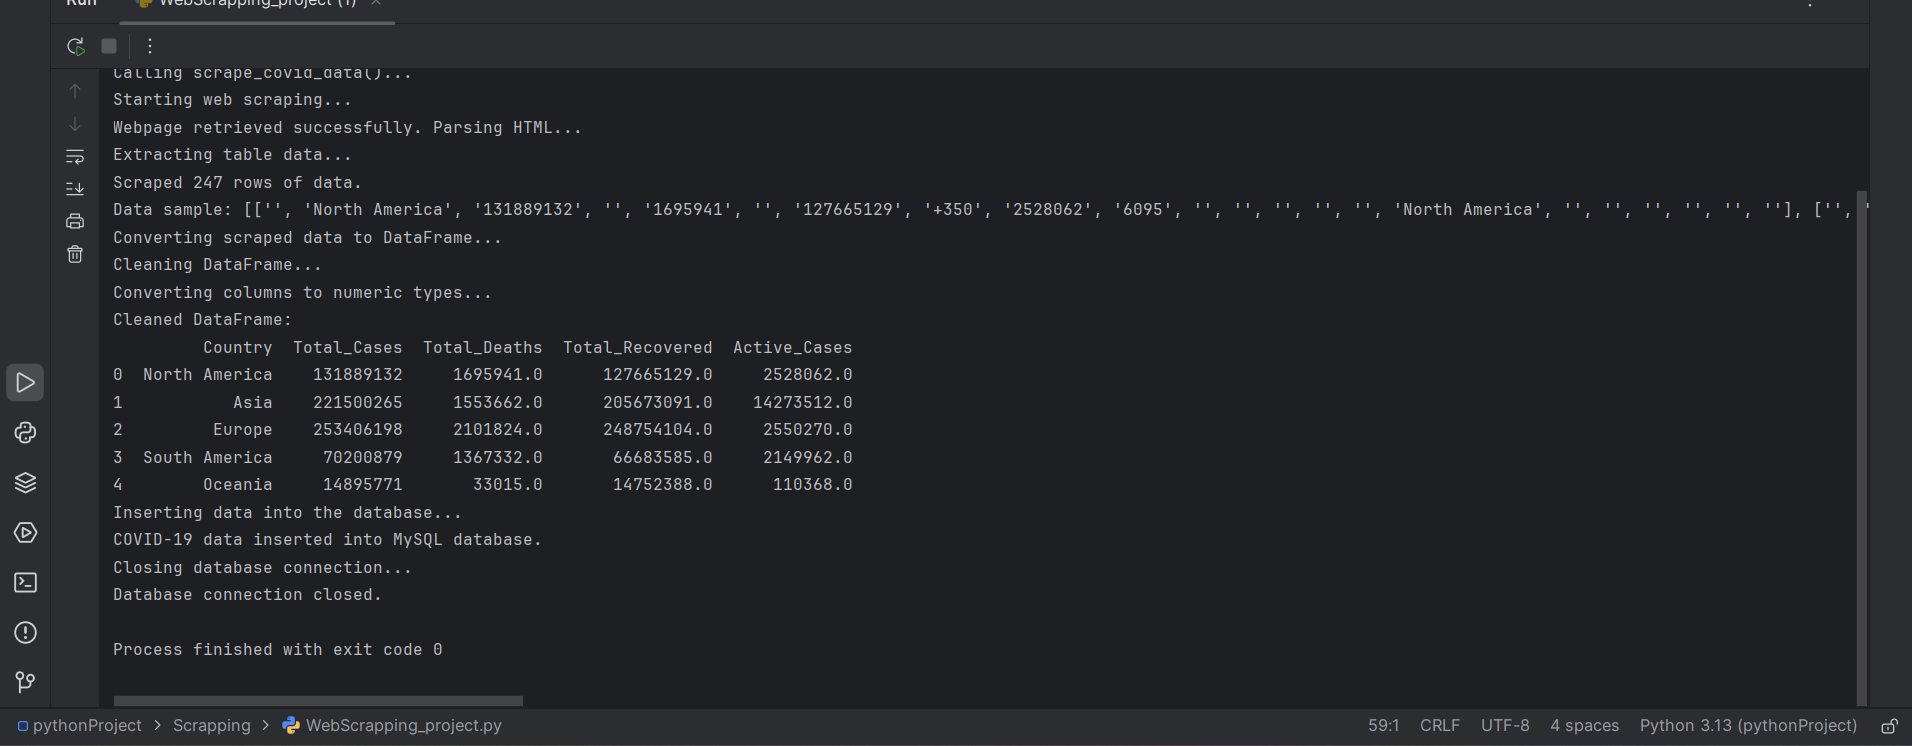 Run WebScrapping_project (1)
Calling scrape_covid_data()...
Starting web scraping...
Webpage retrieved successfully. Parsing HTML...
Extracting table data...
Scraped 247 rows of data.
Data sample: [['', 'North America', '131889132', '', '1695941', '', '127665129', '+350', '2528062', '6095', '', '', '', '', '', 'North America', '', '', '', '', '', ''], ['', '
Converting scraped data to DataFrame...
Cleaning DataFrame...
Converting columns to numeric types...
Cleaned DataFrame:
Country Total_Cases Total_Deaths Total_Recovered Active_Cases
0 North America 131889132 1695941.0 127665129.0 2528062.0
1 Asia 221500265 1553662.0 205673091.0 14273512.0
2 Europe 253406198 2101824.0 248754104.0 2550270.0
3 South America 70200879 1367332.0 66683585.0 2149962.0
4 Oceania 14895771 33015.0 14752388.0 110368.0
Inserting data into the database...
COVID-19 data inserted into MySQL database.
Closing database connection...
Database connection closed.
Process finished with exit code 0
pythonProject > Scrapping > WebScrapping_project.py 59:1 CRLF UTF-8 4 spaces Python 3.13 (pythonProject)